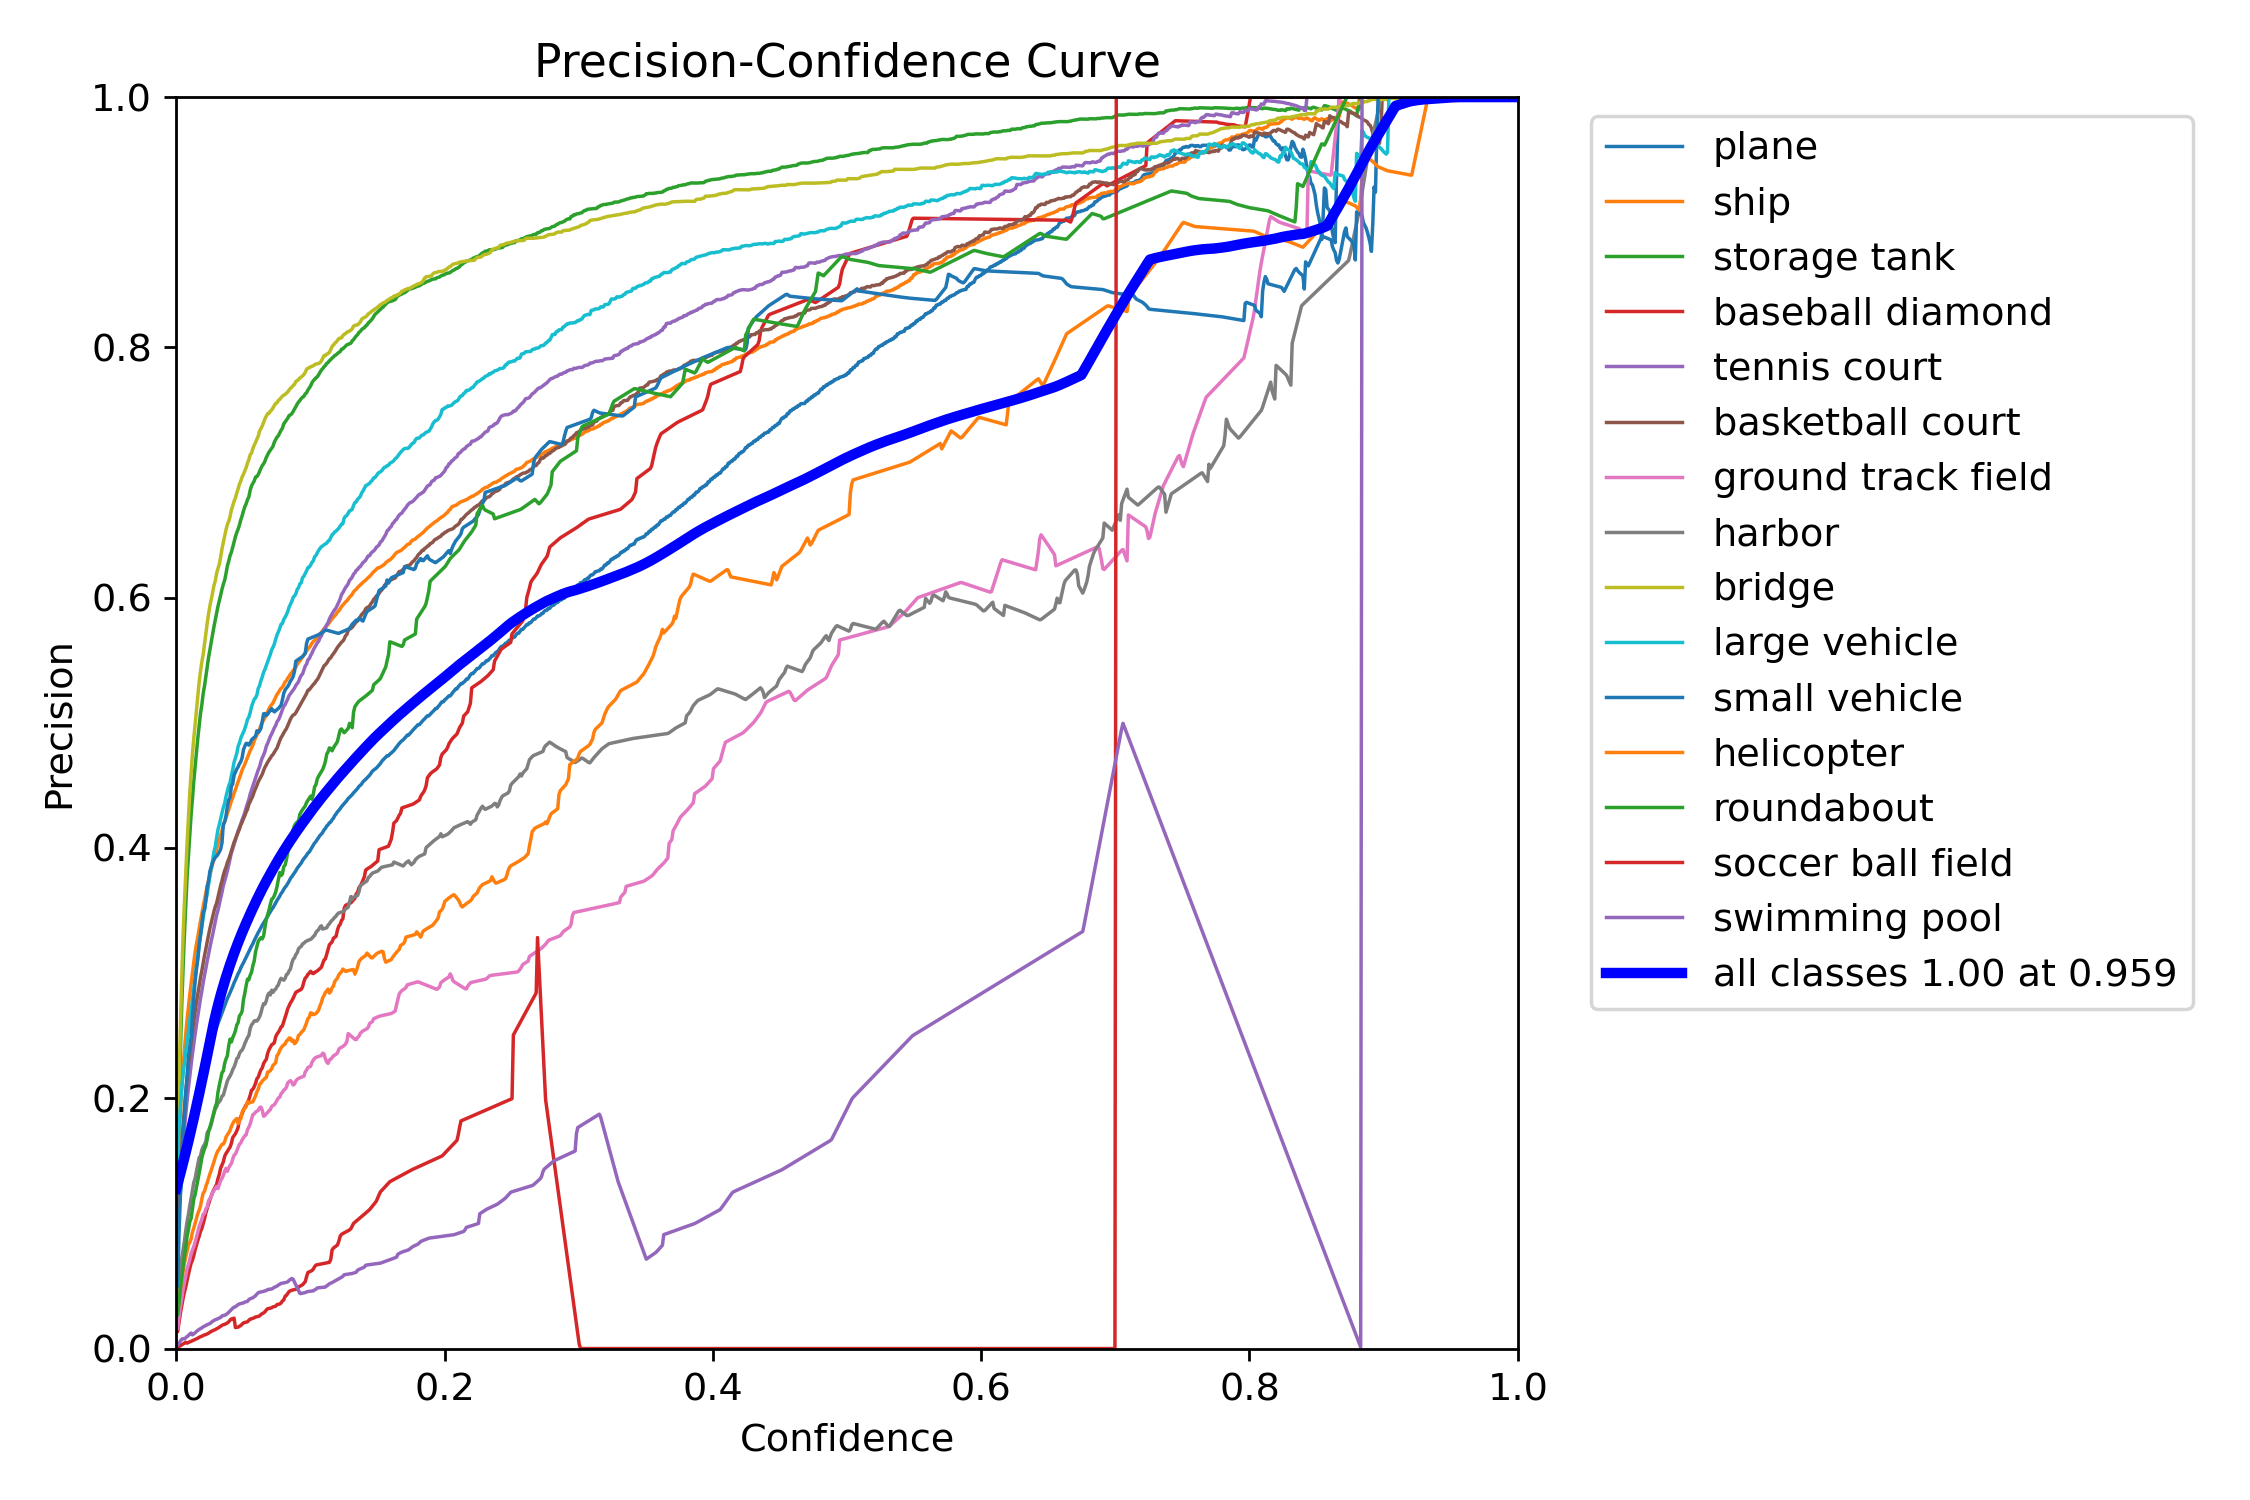 Precision-Confidence Curve
1.0
0.8
0.6
0.4
0.2
0.0
Precision
0.0 0.2 0.4 0.6 0.8 1.0
Confidence
plane
ship
storage tank
baseball diamond
tennis court
basketball court
ground track field
harbor
bridge
large vehicle
small vehicle
helicopter
roundabout
soccer ball field
swimming pool
all classes 1.00 at 0.959